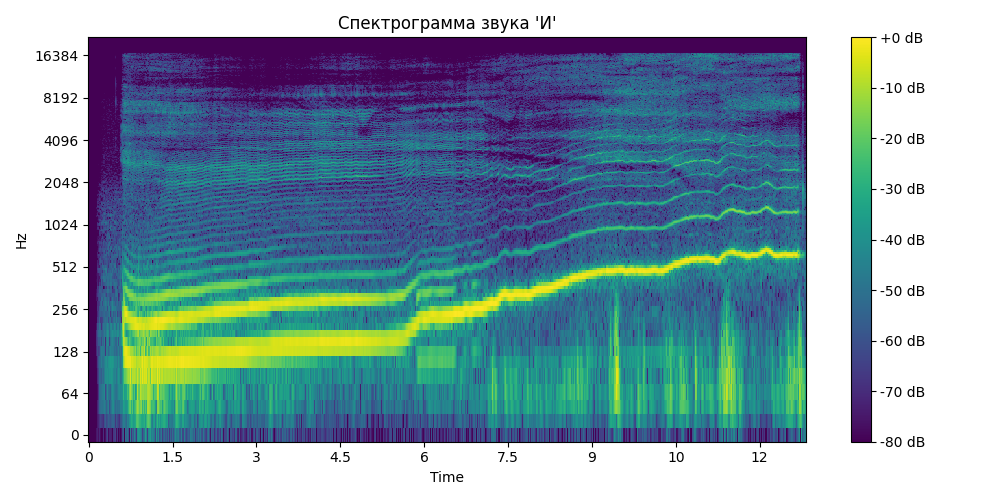 Спектрограмма звука 'И'
Hz
16384
8192
4096
2048
1024
512
256
128
64
0
0 1.5 3 4.5 6 7.5 9 10 12
Time
+0 dB
-10 dB
-20 dB
-30 dB
-40 dB
-50 dB
-60 dB
-70 dB
-80 dB